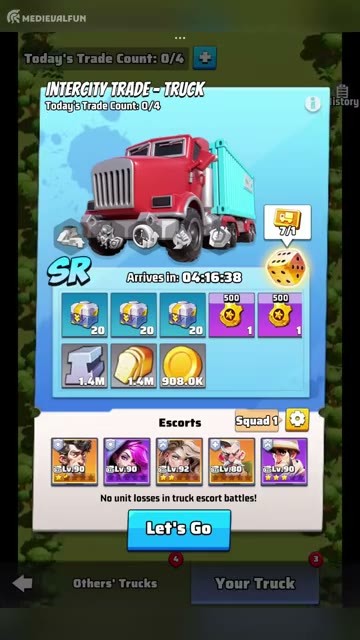 MEDIEVALFUN
Today's Trade Count: 0/4
INTERCITY TRADE - TRUCK
Today's Trade Count: 0/4
History
7/1
SR
Arrives in: 04:16:38
20 20 20 500 1 500 1
1.4M 1.4M 908.0K
Escorts
Squad 1
Lv.90 Lv.90 Lv.92 Lv.80 Lv.90
No unit losses in truck escort battles!
Let's Go
4 3
Others' Trucks
Your Truck